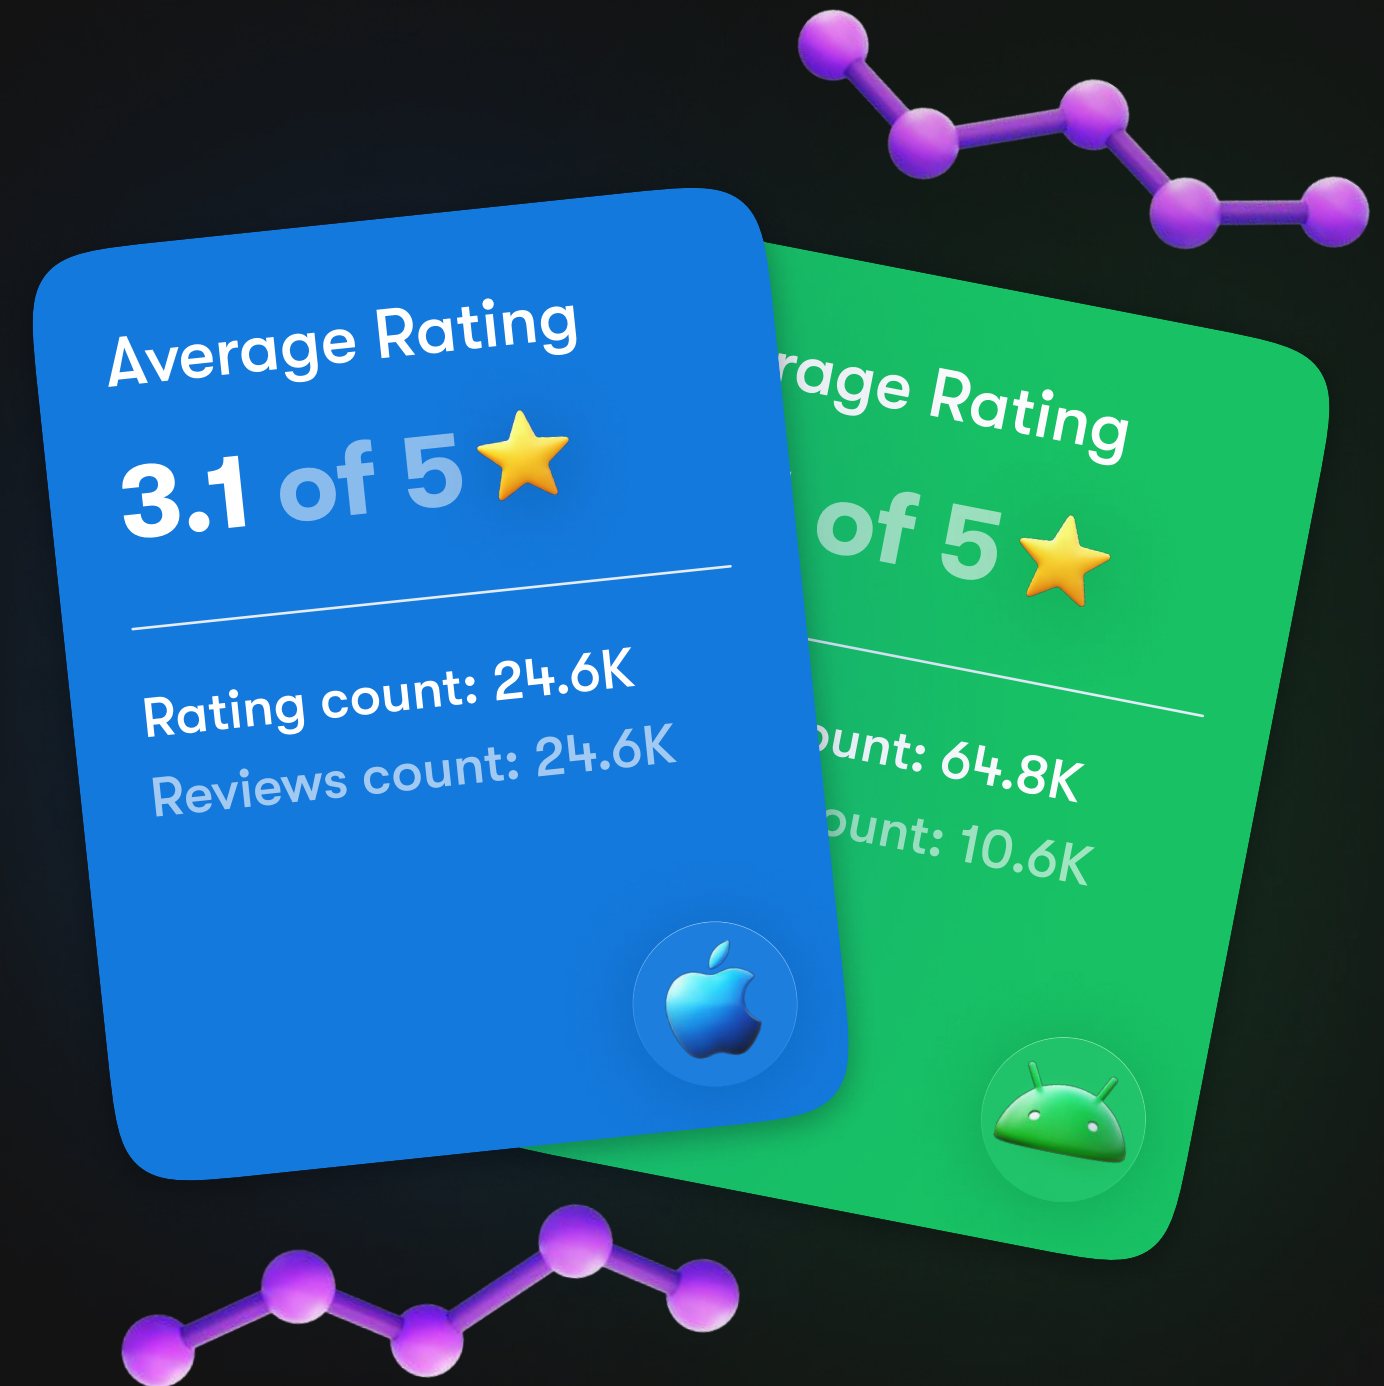 Average Rating
3.1 of 5
Rating count: 24.6K
Reviews count: 24.6K
rage Rating
of 5
ount: 64.8K
ount: 10.6K